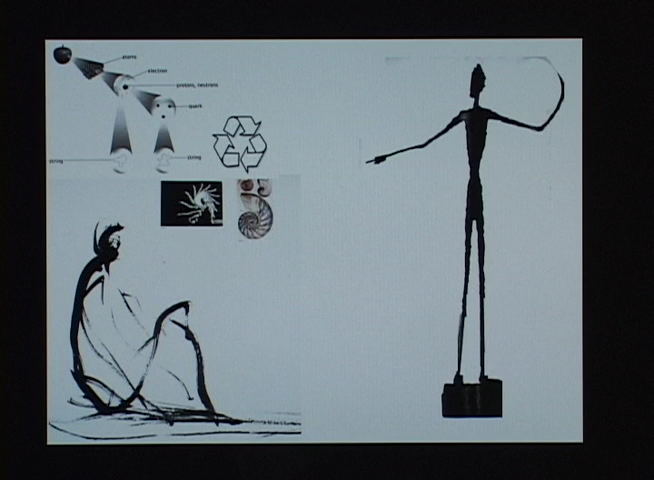 atoms
electron
protons, neutrons
quark
string
string